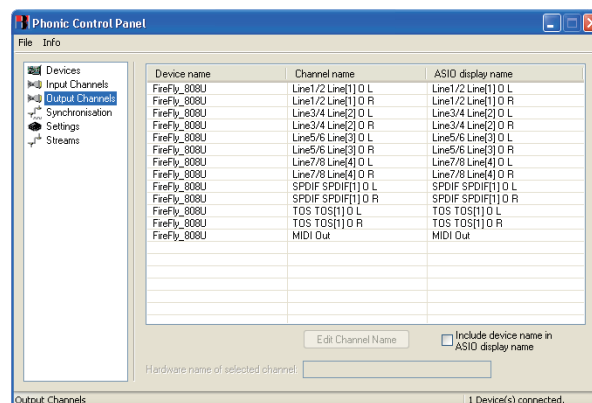 Phonic Control Panel
File Info
Devices
Input Channels
Output Channels
Synchronisation
Settings
Streams
Device name Channel name ASIO display name
FireFly_808U Line1/2 Line[1] O L Line1/2 Line[1] O L
FireFly_808U Line1/2 Line[1] O R Line1/2 Line[1] O R
FireFly_808U Line3/4 Line[2] O L Line3/4 Line[2] O L
FireFly_808U Line3/4 Line[2] O R Line3/4 Line[2] O R
FireFly_808U Line5/6 Line[3] O L Line5/6 Line[3] O L
FireFly_808U Line5/6 Line[3] O R Line5/6 Line[3] O R
FireFly_808U Line7/8 Line[4] O L Line7/8 Line[4] O L
FireFly_808U Line7/8 Line[4] O R Line7/8 Line[4] O R
FireFly_808U SPDIF SPDIF[1] O L SPDIF SPDIF[1] O L
FireFly_808U SPDIF SPDIF[1] O R SPDIF SPDIF[1] O R
FireFly_808U TOS TOS[1] O L TOS TOS[1] O L
FireFly_808U TOS TOS[1] O R TOS TOS[1] O R
FireFly_808U MIDI Out MIDI Out
Edit Channel Name
Include device name in
ASIO display name
Hardware name of selected channel:
Output Channels 1 Device(s) connected.